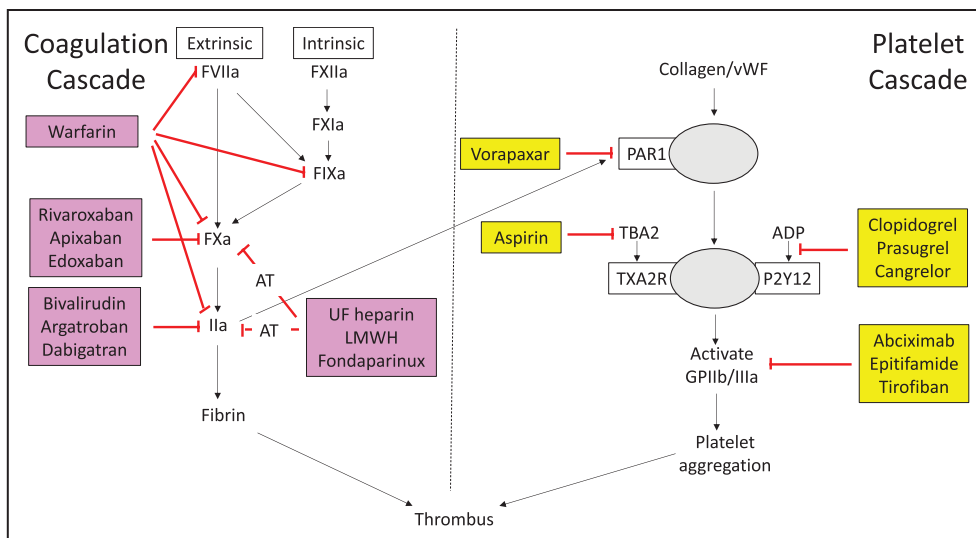 Coagulation
Cascade
Extrinsic
Intrinsic
FVIIa
FXIIa
FXIa
FIXa
Warfarin
Rivaroxaban
Apixaban
Edoxaban
FXa
AT
Bivalirudin
Argatroban
Dabigatran
IIa
AT
UF heparin
LMWH
Fondaparinux
Fibrin
Platelet
Cascade
Collagen/vWF
Vorapaxar
PAR1
Aspirin
TBA2
ADP
TXA2R
P2Y12
Clopidogrel
Prasugrel
Cangrelor
Activate
GPIIb/IIIa
Abciximab
Epitifamide
Tirofiban
Platelet
aggregation
Thrombus